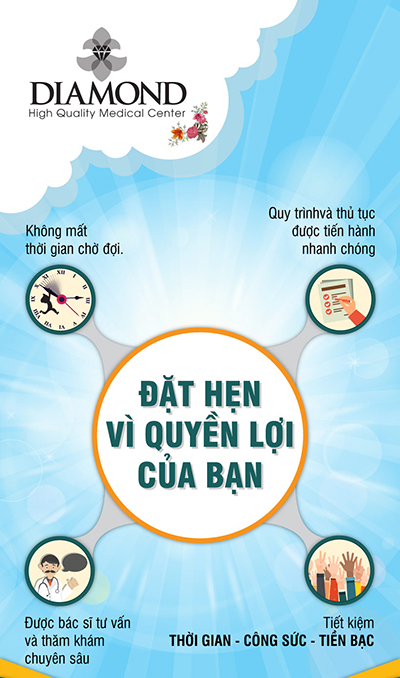 DIAMOND
High Quality Medical Center
Không mất
thời gian chờ đợi.
Quy trìnhvà thủ tục
được tiến hành
nhanh chóng
ĐẶT HẸN
VÌ QUYỀN LỢI
CỦA BẠN
Được bác sĩ tư vấn
và thăm khám
chuyên sâu
Tiết kiệm
THỜI GIAN - CÔNG SỨC - TIỀN BẠC